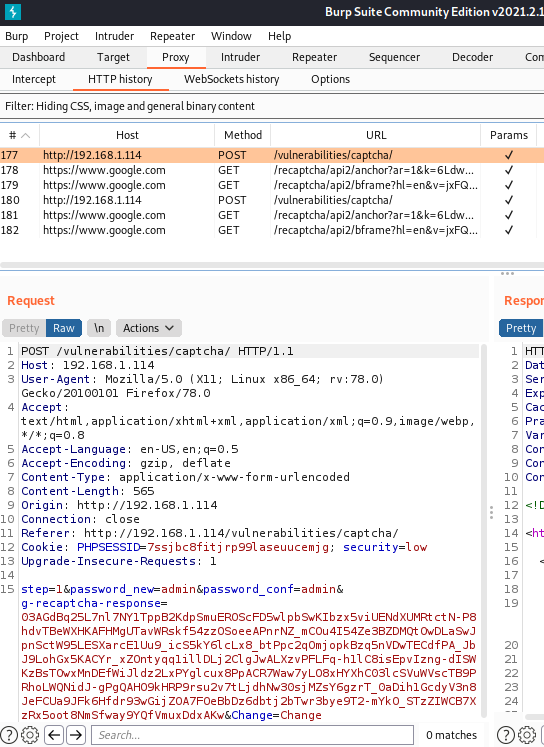 Burp Suite Community Edition v2021.2.1
Burp Project Intruder Repeater Window Help
Dashboard Target Proxy Intruder Repeater Sequencer Decoder Com
Intercept HTTP history WebSockets history Options
Filter: Hiding CSS, image and general binary content
# Host Method URL Params
177 http://192.168.1.114 POST /vulnerabilities/captcha/ ✓
178 https://www.google.com GET /recaptcha/api2/anchor?ar=1&k=6Ldw... ✓
179 https://www.google.com GET /recaptcha/api2/bframe?hl=en&v=jxFQ... ✓
180 http://192.168.1.114 POST /vulnerabilities/captcha/ ✓
181 https://www.google.com GET /recaptcha/api2/anchor?ar=1&k=6Ldw... ✓
182 https://www.google.com GET /recaptcha/api2/bframe?hl=en&v=jxFQ... ✓
Request
Pretty Raw \n Actions
1 POST /vulnerabilities/captcha/ HTTP/1.1
2 Host: 192.168.1.114
3 User-Agent: Mozilla/5.0 (X11; Linux x86_64; rv:78.0)
Gecko/20100101 Firefox/78.0
4 Accept:
text/html,application/xhtml+xml,application/xml;q=0.9,image/webp,
*/*;q=0.8
5 Accept-Language: en-US,en;q=0.5
6 Accept-Encoding: gzip, deflate
7 Content-Type: application/x-www-form-urlencoded
8 Content-Length: 565
9 Origin: http://192.168.1.114
10 Connection: close
11 Referer: http://192.168.1.114/vulnerabilities/captcha/
12 Cookie: PHPSESSID=7ssjbc8fitjrp99laseuucemjg; security=low
13 Upgrade-Insecure-Requests: 1
14
15 step=1&password_new=admin&password_conf=admin&
g-recaptcha-response=
03AGdBq25L7nl7NY1TppB2KdpSmuEROScFD5wlpbSwKIbzx5viUENdXUMRtctN-P8
hdvTBeWXHKAFHMgUTavWRskf54zzOSoeeAPnrNZ_mCOu4I54Ze3BZDMQtOwDLaSwJ
pnSctW95LESXarcE1Uu9_icS5kY6lcLx8_btPpc2qOmjopkBzq5nVDwTECdfPA_Jb
J9LohGx5KACYr_xZOntyqq1illDLj2ClgJwALXzvPFLFq-h1lC8isEpvIzng-dISW
KzBsTOwxMnDEfWiJldz2LxPYglcux8PpACR7Waw7yLO8xHYXhC03lcSVuWVscTB9P
RhoLWQNidJ-gPgQAHO9kHRP9rsu2v7tLjdhNw30sjMZsY6gzrT_0aDih1GcdyV3n8
JeFCUa9JFk6Hfdr93wGijZOA7FOeBbDz6dbtj2bTwr3bye9T2-mYkO_STzZIWCB7X
zRx5oot8NmSfway9YQfVmuxDdxAKw&Change=Change
Search...
0 matches
Respon
Pretty
1 HTT
2 Dat
3 Ser
4 Exp
5 Cac
6 Pra
7 Var
8 Con
9 Con
10 Con
11
12 <!D
13
14 <ht
15
16 <
17
18
19
20
21
22
23
24